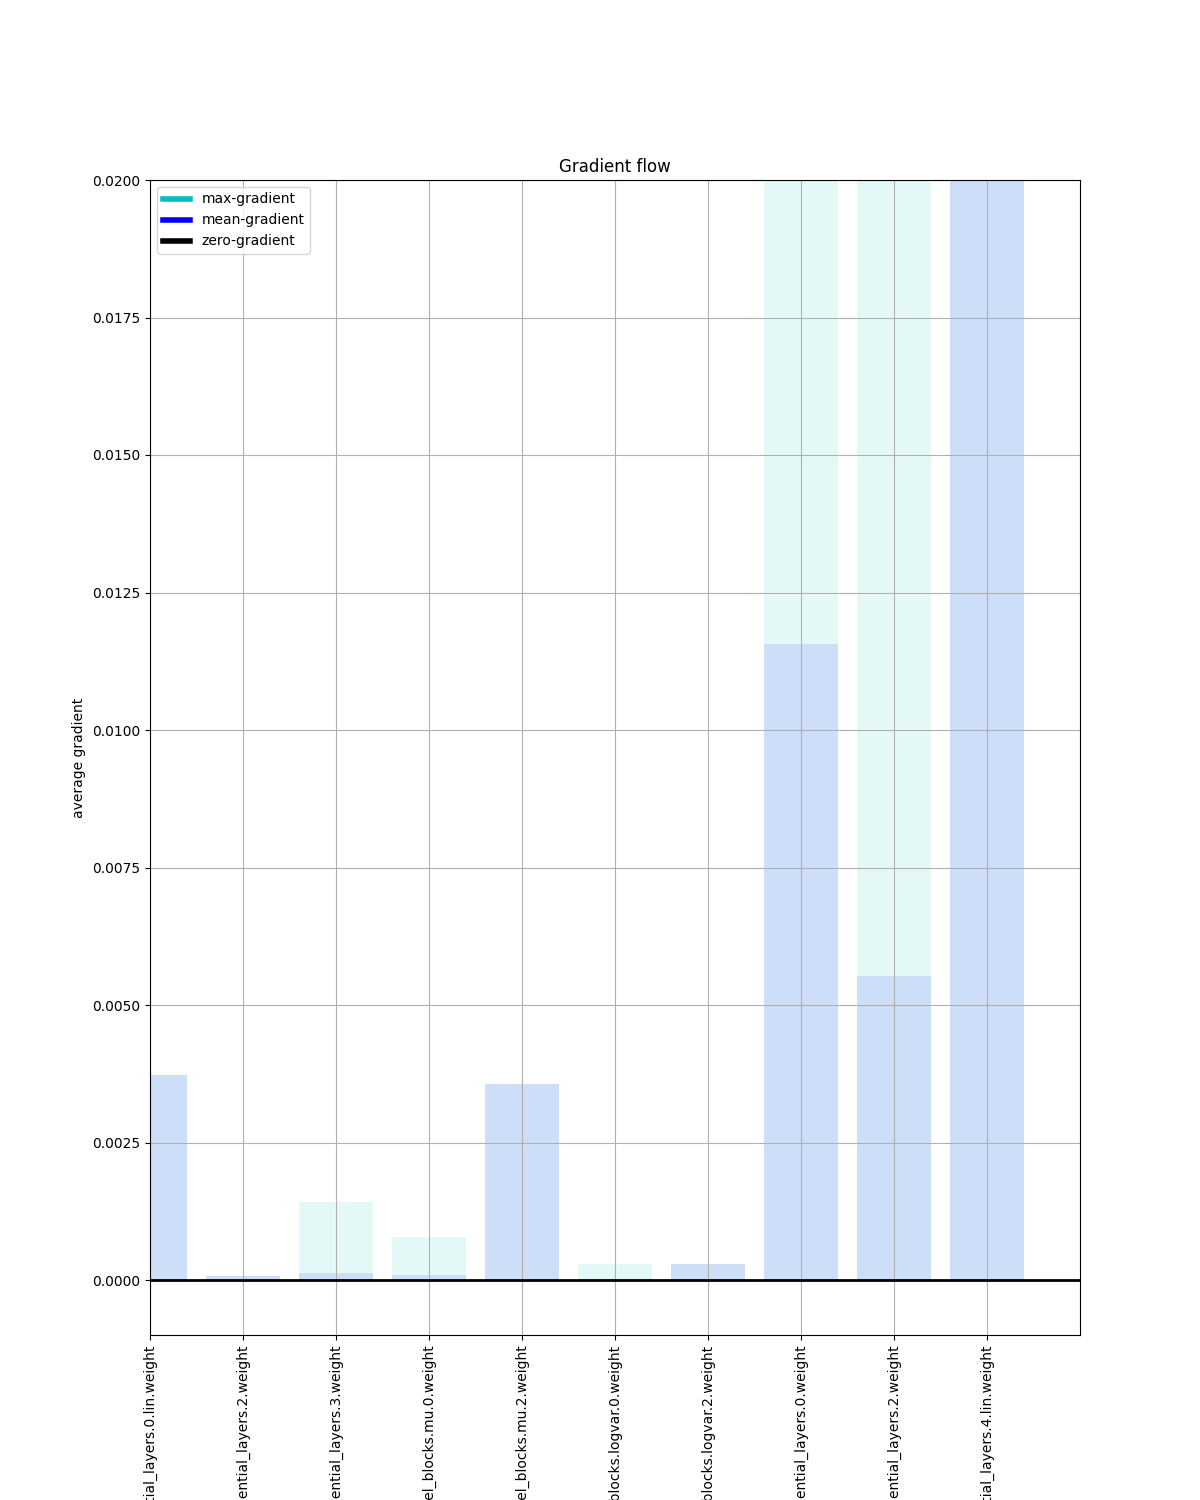 Gradient flow
max-gradient
mean-gradient
zero-gradient
0.0200
0.0175
0.0150
0.0125
0.0100
0.0075
0.0050
0.0025
0.0000
average gradient
tial_layers.0.lin.weight
ential_layers.2.weight
ential_layers.3.weight
el_blocks.mu.0.weight
el_blocks.mu.2.weight
blocks.logvar.0.weight
blocks.logvar.2.weight
ential_layers.0.weight
ential_layers.2.weight
tial_layers.4.lin.weight